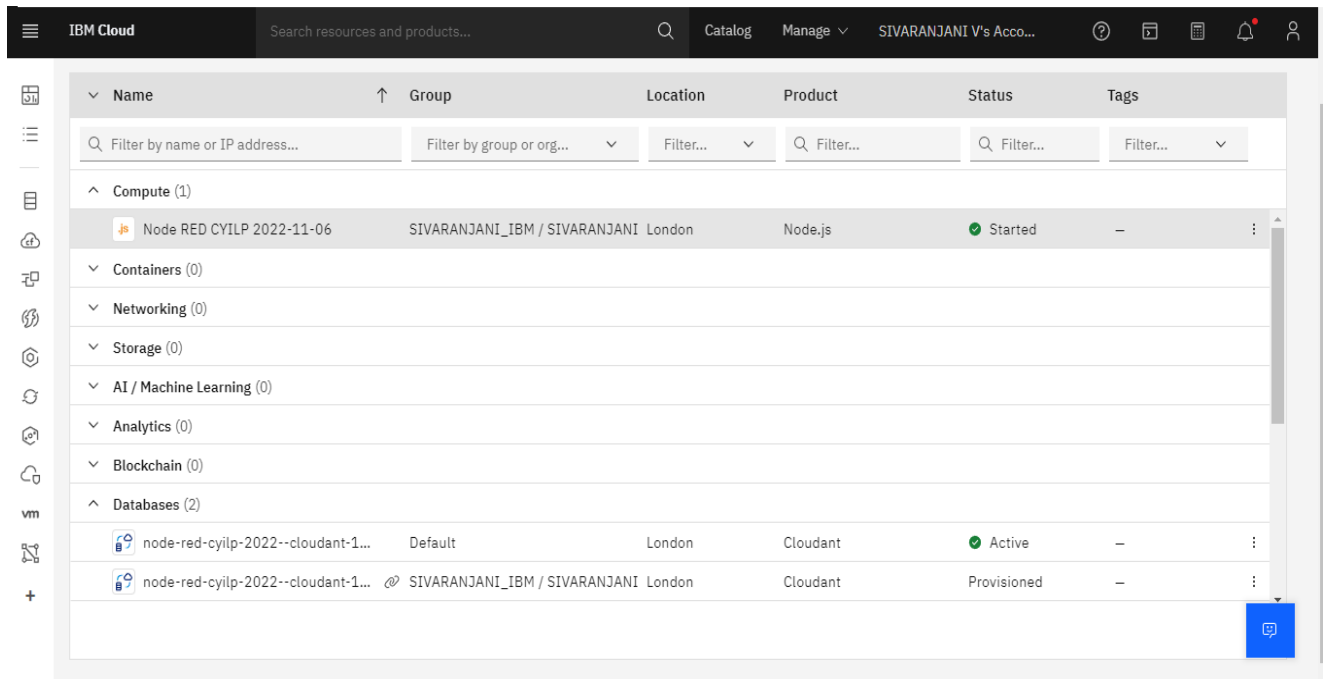 IBM Cloud Search resources and products... Catalog Manage SIVARANJANI V's Acco...
Name Group Location Product Status Tags
Filter by name or IP address... Filter by group or org... Filter... Filter... Filter... Filter...
Compute (1)
.js Node RED CYILP 2022-11-06 SIVARANJANI_IBM / SIVARANJANI London Node.js Started –
Containers (0)
Networking (0)
Storage (0)
AI / Machine Learning (0)
Analytics (0)
Blockchain (0)
Databases (2)
node-red-cyilp-2022--cloudant-1... Default London Cloudant Active –
node-red-cyilp-2022--cloudant-1... SIVARANJANI_IBM / SIVARANJANI London Cloudant Provisioned –
vm